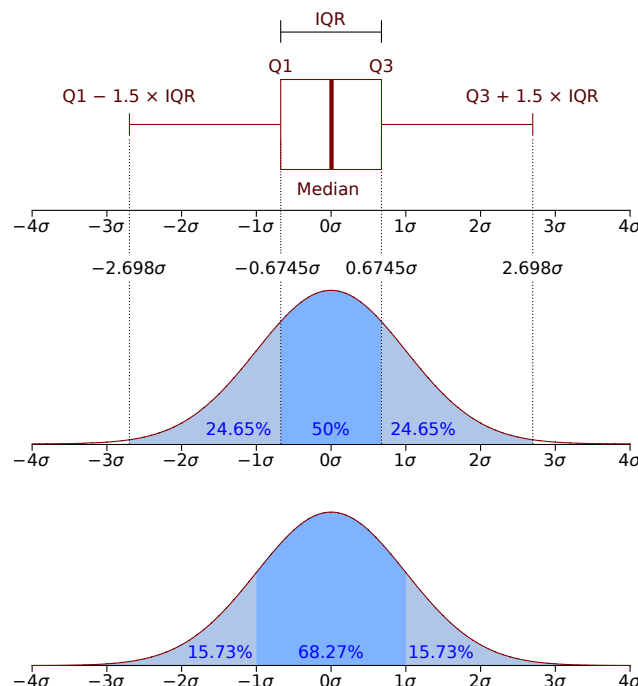 IQR
Q1 Q3
Q1 − 1.5 × IQR Q3 + 1.5 × IQR
Median
−4σ −3σ −2σ −1σ 0σ 1σ 2σ 3σ 4σ
−2.698σ −0.6745σ 0.6745σ 2.698σ
24.65% 50% 24.65%
−4σ −3σ −2σ −1σ 0σ 1σ 2σ 3σ 4σ
15.73% 68.27% 15.73%
−4σ −3σ −2σ −1σ 0σ 1σ 2σ 3σ 4σ